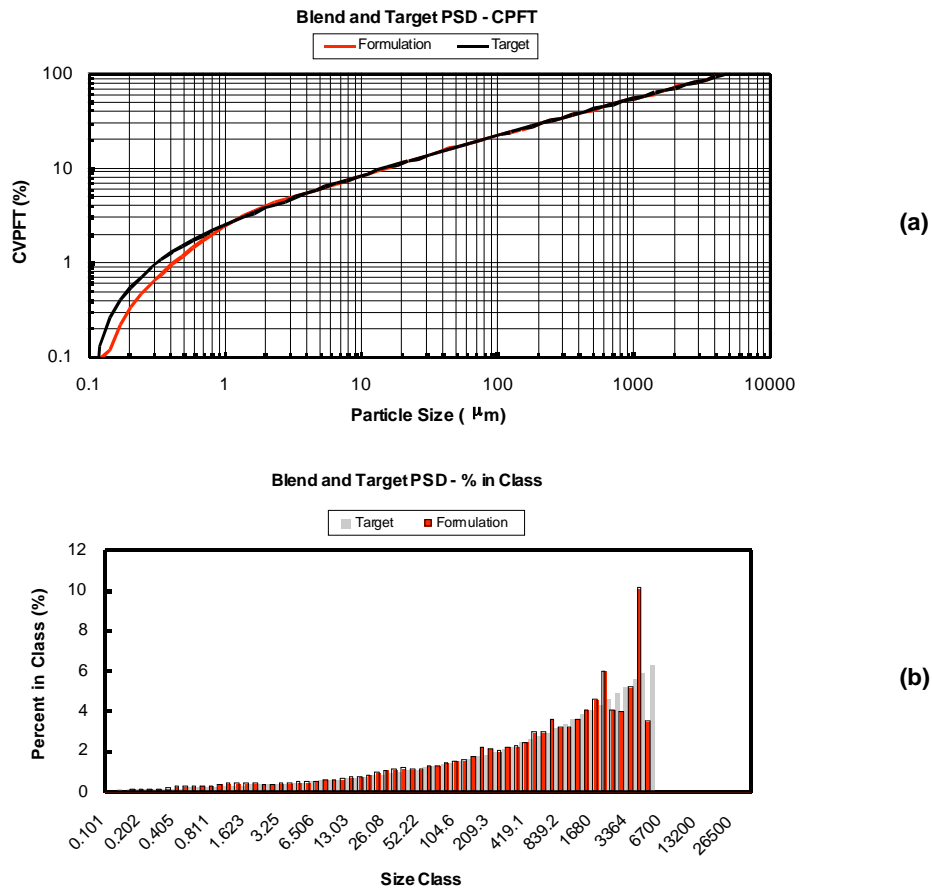 Blend and Target PSD - CPFT
Formulation Target
100
10
1
0.1
CVPFT (%)
0.1 1 10 100 1000 10000
Particle Size ( μm)
(a)
Blend and Target PSD - % in Class
Target Formulation
12
10
8
6
4
2
0
Percent in Class (%)
0.101 0.202 0.405 0.811 1.623 3.25 6.506 13.03 26.08 52.22 104.6 209.3 419.1 839.2 1680 3364 6700 13200 26500
Size Class
(b)